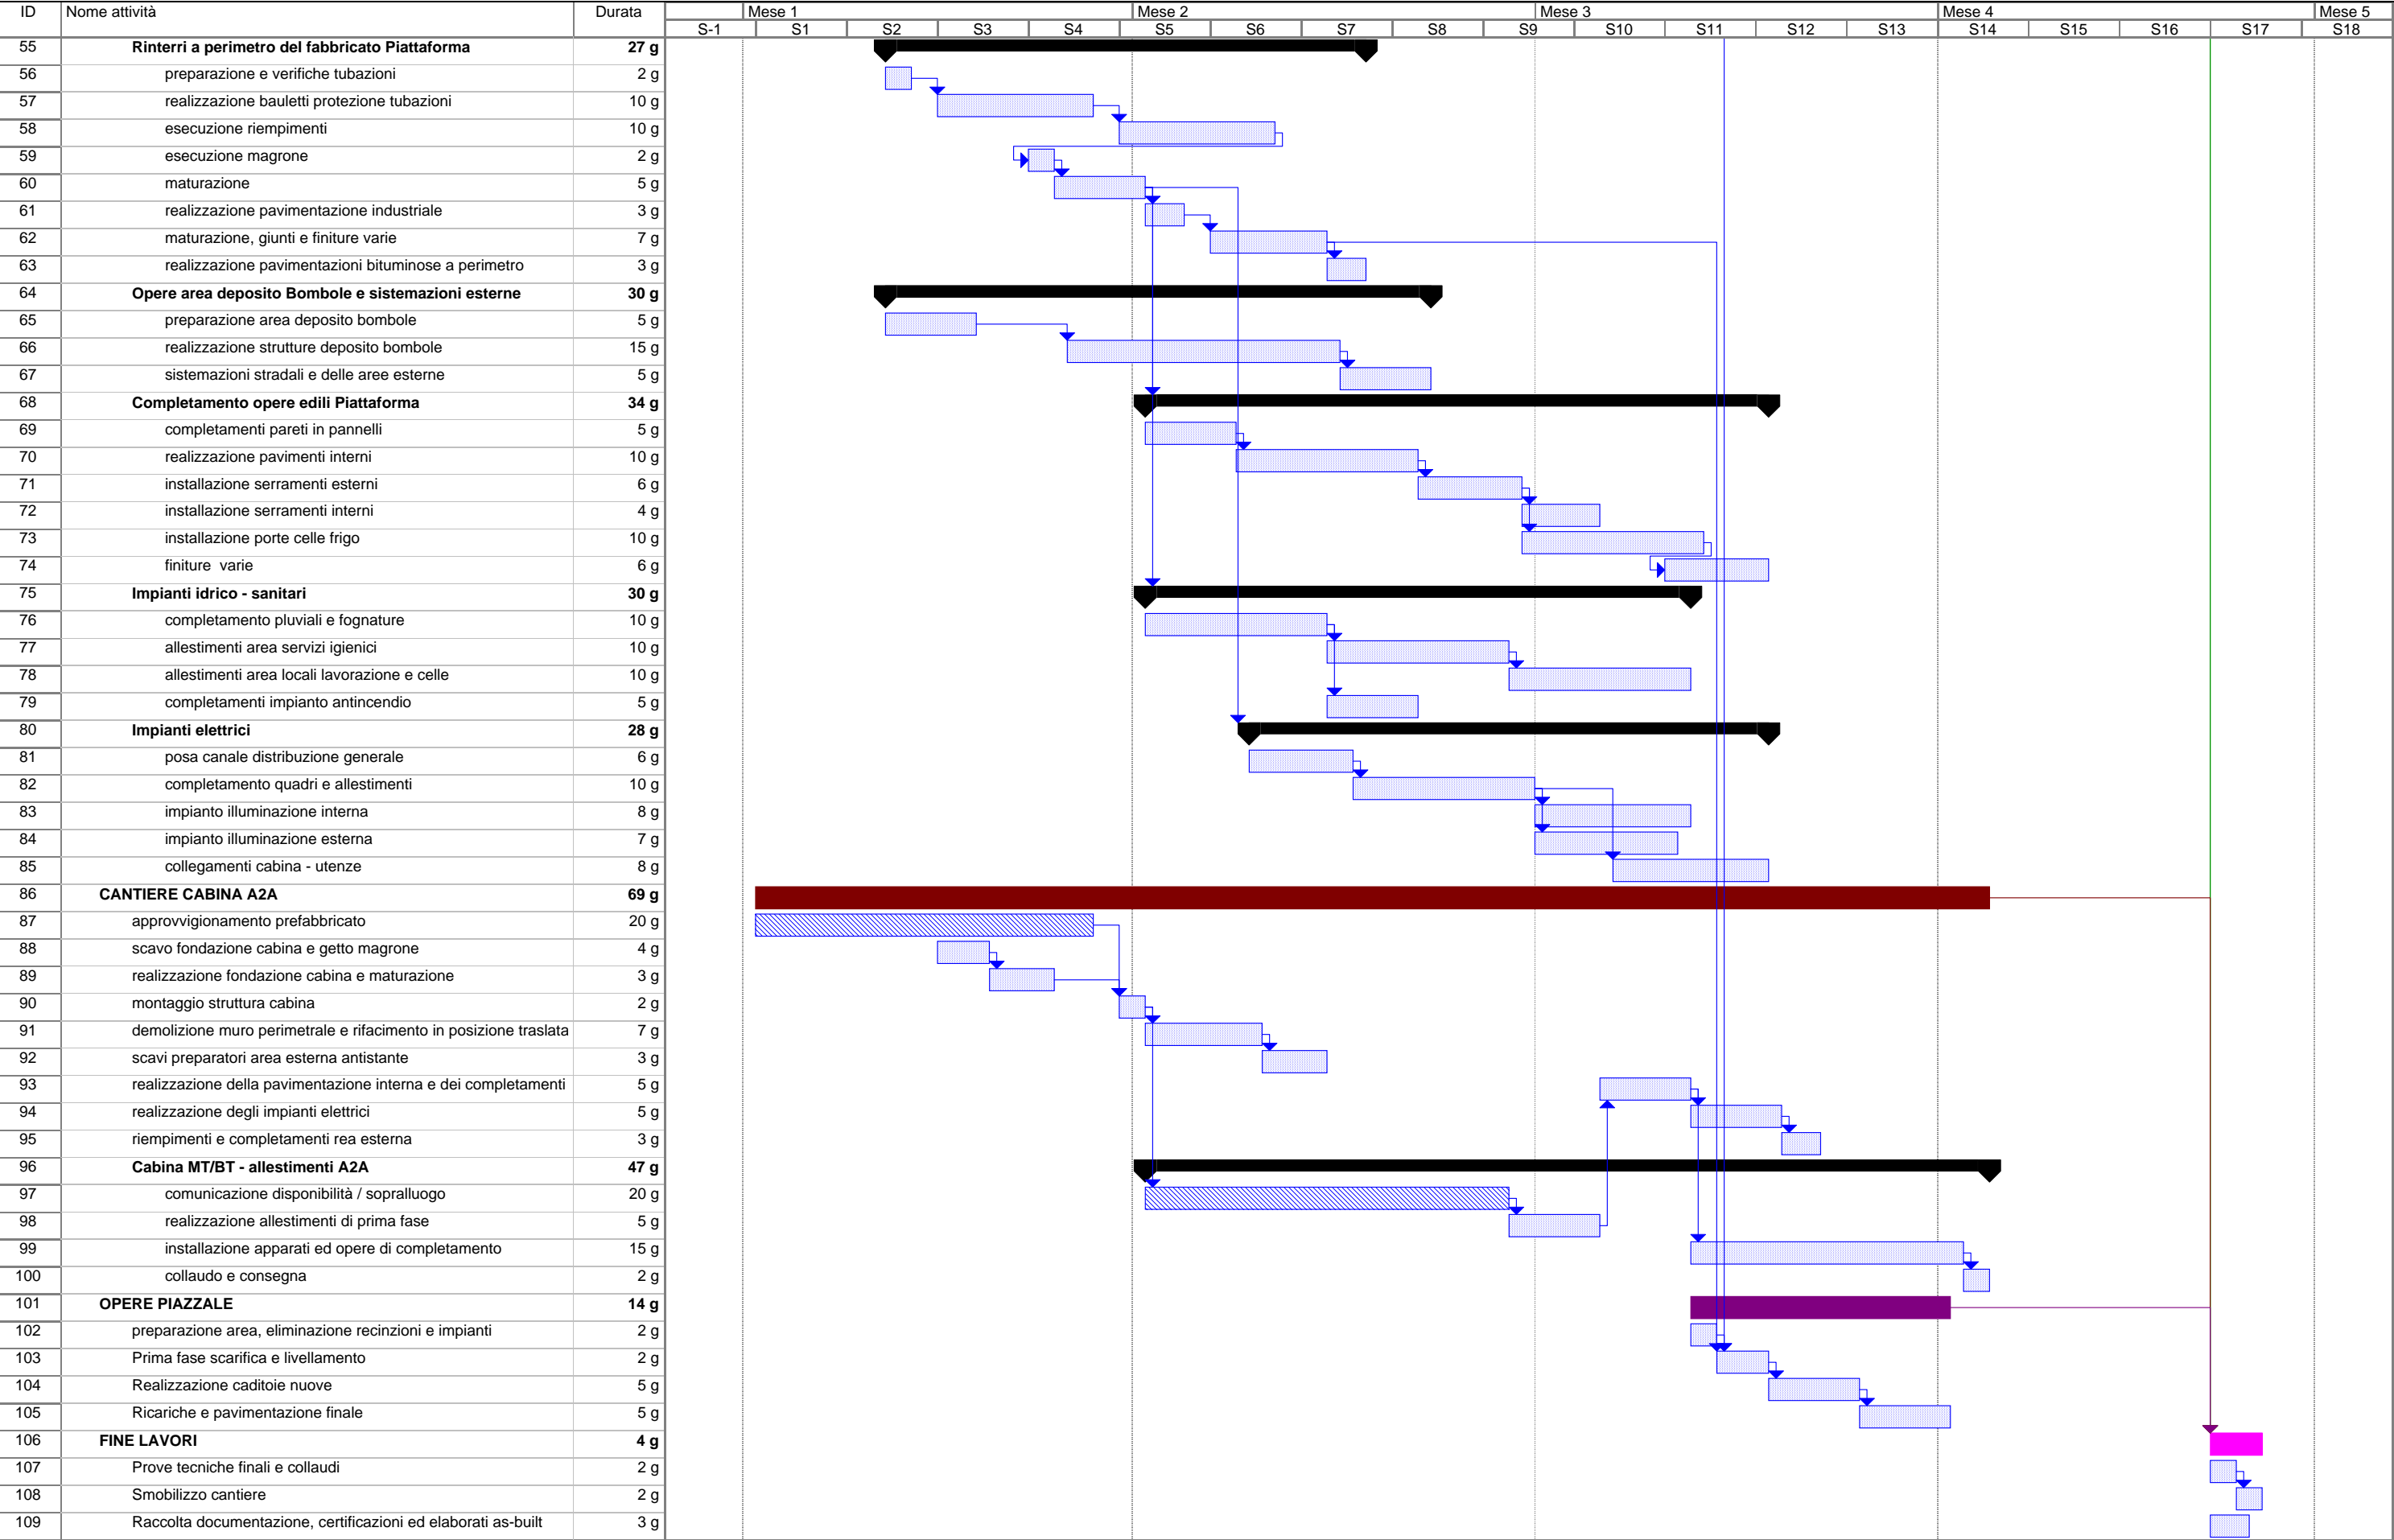 ID Nome attività Durata Mese 1 Mese 2 Mese 3 Mese 4 Mese 5
S-1 S1 S2 S3 S4 S5 S6 S7 S8 S9 S10 S11 S12 S13 S14 S15 S16 S17 S18
55 Rinterri a perimetro del fabbricato Piattaforma 27 g
56 preparazione e verifiche tubazioni 2 g
57 realizzazione bauletti protezione tubazioni 10 g
58 esecuzione riempimenti 10 g
59 esecuzione magrone 2 g
60 maturazione 5 g
61 realizzazione pavimentazione industriale 3 g
62 maturazione, giunti e finiture varie 7 g
63 realizzazione pavimentazioni bituminose a perimetro 3 g
64 Opere area deposito Bombole e sistemazioni esterne 30 g
65 preparazione area deposito bombole 5 g
66 realizzazione strutture deposito bombole 15 g
67 sistemazioni stradali e delle aree esterne 5 g
68 Completamento opere edili Piattaforma 34 g
69 completamenti pareti in pannelli 5 g
70 realizzazione pavimenti interni 10 g
71 installazione serramenti esterni 6 g
72 installazione serramenti interni 4 g
73 installazione porte celle frigo 10 g
74 finiture varie 6 g
75 Impianti idrico - sanitari 30 g
76 completamento pluviali e fognature 10 g
77 allestimenti area servizi igienici 10 g
78 allestimenti area locali lavorazione e celle 10 g
79 completamenti impianto antincendio 5 g
80 Impianti elettrici 28 g
81 posa canale distribuzione generale 6 g
82 completamento quadri e allestimenti 10 g
83 impianto illuminazione interna 8 g
84 impianto illuminazione esterna 7 g
85 collegamenti cabina - utenze 8 g
86 CANTIERE CABINA A2A 69 g
87 approvvigionamento prefabbricato 20 g
88 scavo fondazione cabina e getto magrone 4 g
89 realizzazione fondazione cabina e maturazione 3 g
90 montaggio struttura cabina 2 g
91 demolizione muro perimetrale e rifacimento in posizione traslata 7 g
92 scavi preparatori area esterna antistante 3 g
93 realizzazione della pavimentazione interna e dei completamenti 5 g
94 realizzazione degli impianti elettrici 5 g
95 riempimenti e completamenti rea esterna 3 g
96 Cabina MT/BT - allestimenti A2A 47 g
97 comunicazione disponibilità / sopralluogo 20 g
98 realizzazione allestimenti di prima fase 5 g
99 installazione apparati ed opere di completamento 15 g
100 collaudo e consegna 2 g
101 OPERE PIAZZALE 14 g
102 preparazione area, eliminazione recinzioni e impianti 2 g
103 Prima fase scarifica e livellamento 2 g
104 Realizzazione caditoie nuove 5 g
105 Ricariche e pavimentazione finale 5 g
106 FINE LAVORI 4 g
107 Prove tecniche finali e collaudi 2 g
108 Smobilizzo cantiere 2 g
109 Raccolta documentazione, certificazioni ed elaborati as-built 3 g